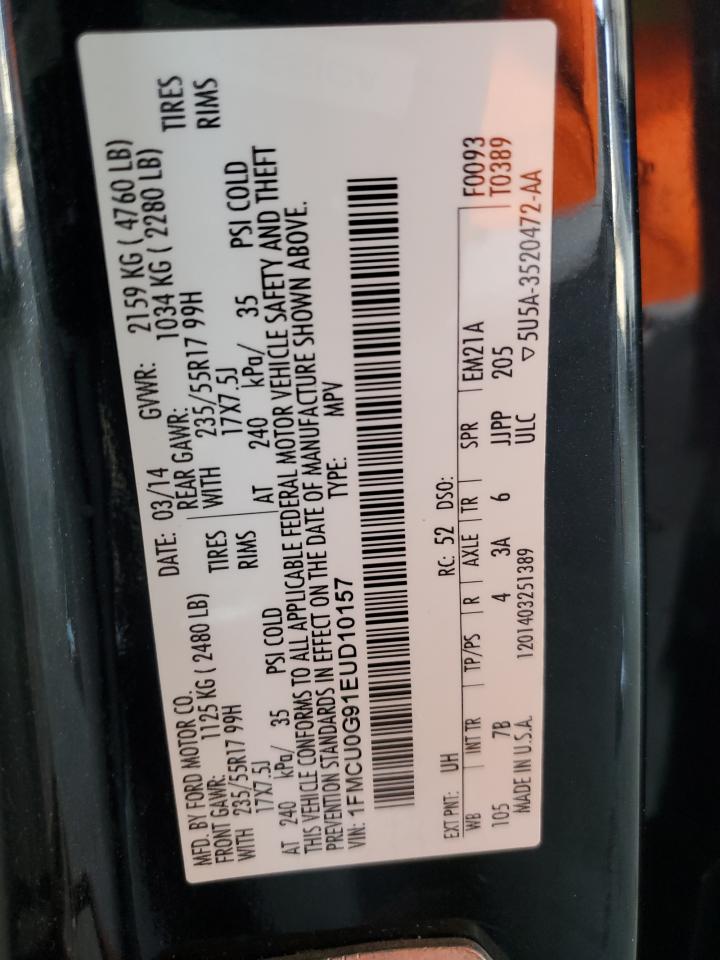 MFD. BY FORD MOTOR CO. DATE: 03/14 GVWR: 2159 KG ( 4760 LB)
FRONT GAWR: 1125 KG ( 2480 LB) REAR GAWR: 1034 KG ( 2280 LB)
WITH 235/55R17 99H TIRES WITH 235/55R17 99H TIRES
17X7.5J RIMS 17X7.5J RIMS
AT 240 kPa/ 35 PSI COLD AT 240 kPa/ 35 PSI COLD
THIS VEHICLE CONFORMS TO ALL APPLICABLE FEDERAL MOTOR VEHICLE SAFETY AND THEFT
PREVENTION STANDARDS IN EFFECT ON THE DATE OF MANUFACTURE SHOWN ABOVE.
VIN: 1FMCU0G91EUD10157 TYPE: MPV
EXT PNT: UH RC: 52 DSO: F0093
WB INT TR TP/PS R AXLE TR SPR EM21A T0389
105 7B 4 3A 6 JJPP 205
MADE IN U.S.A. 1201403251389 ULC ▽ 5U5A-3520472-AA